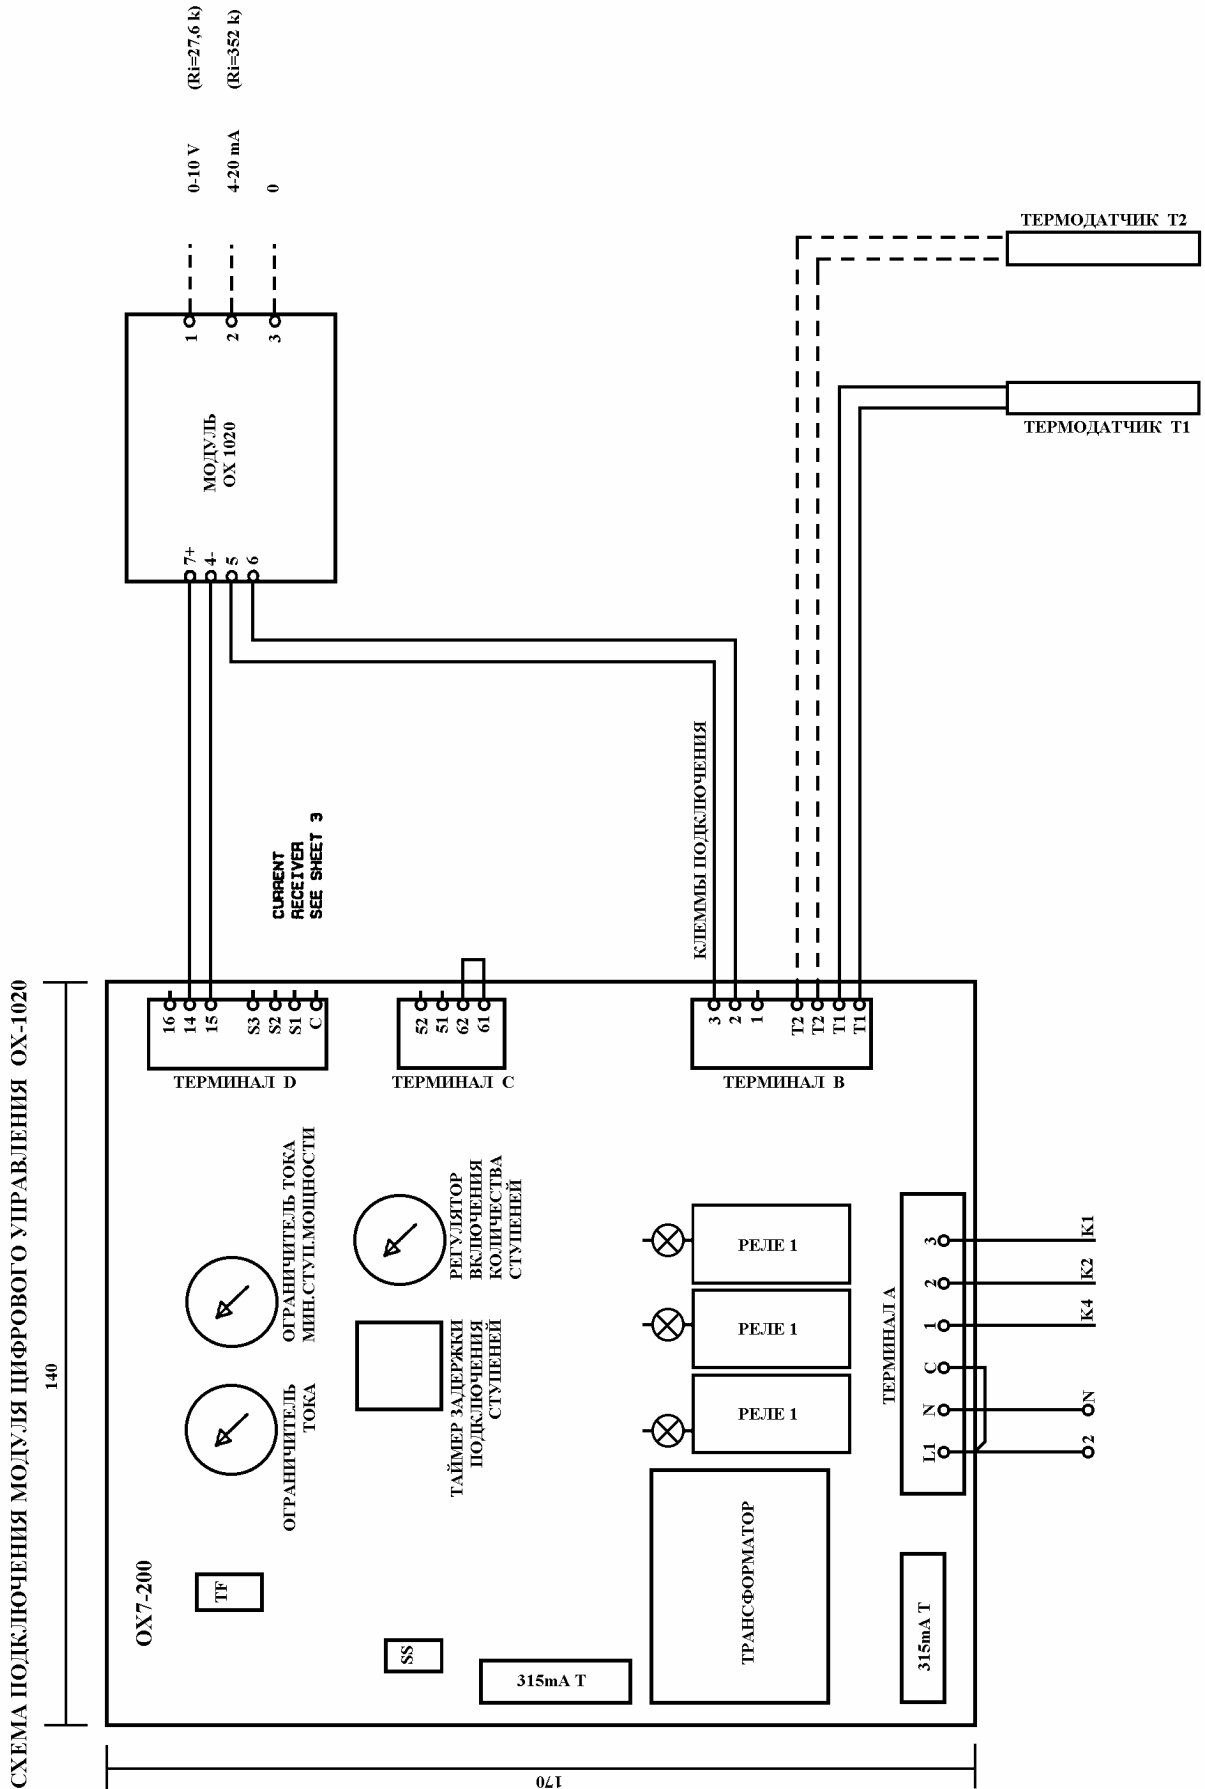 СХЕМА ПОДКЛЮЧЕНИЯ МОДУЛЯ ЦИФРОВОГО УПРАВЛЕНИЯ OX-1020
140
170
OX7-200
TF
SS
315mA T
315mA T
ТРАНСФОРМАТОР
ОГРАНИЧИТЕЛЬ
ТОКА
ОГРАНИЧИТЕЛЬ ТОКА
МИН.СТУП.МОЩНОСТИ
ТАЙМЕР ЗАДЕРЖКИ
ПОДКЛЮЧЕНИЯ
СТУПЕНЕЙ
РЕГУЛЯТОР
ВКЛЮЧЕНИЯ
КОЛИЧЕСТВА
СТУПЕНЕЙ
РЕЛЕ 1
РЕЛЕ 1
РЕЛЕ 1
ТЕРМИНАЛ А
L1
N
C
1
2
3
2
N
K4
K2
K1
ТЕРМИНАЛ D
16
14
15
S3
S2
S1
C
ТЕРМИНАЛ C
52
51
62
61
ТЕРМИНАЛ B
3
2
1
T2
T2
T1
T1
CURRENT
RECEIVER
SEE SHEET 3
КЛЕММЫ ПОДКЛЮЧЕНИЯ
7+
4-
5
6
МОДУЛЬ
OX 1020
1
2
3
0-10 V
(Ri=27,6 k)
4-20 mA
(Ri=352 k)
0
ТЕРМОДАТЧИК T2
ТЕРМОДАТЧИК T1